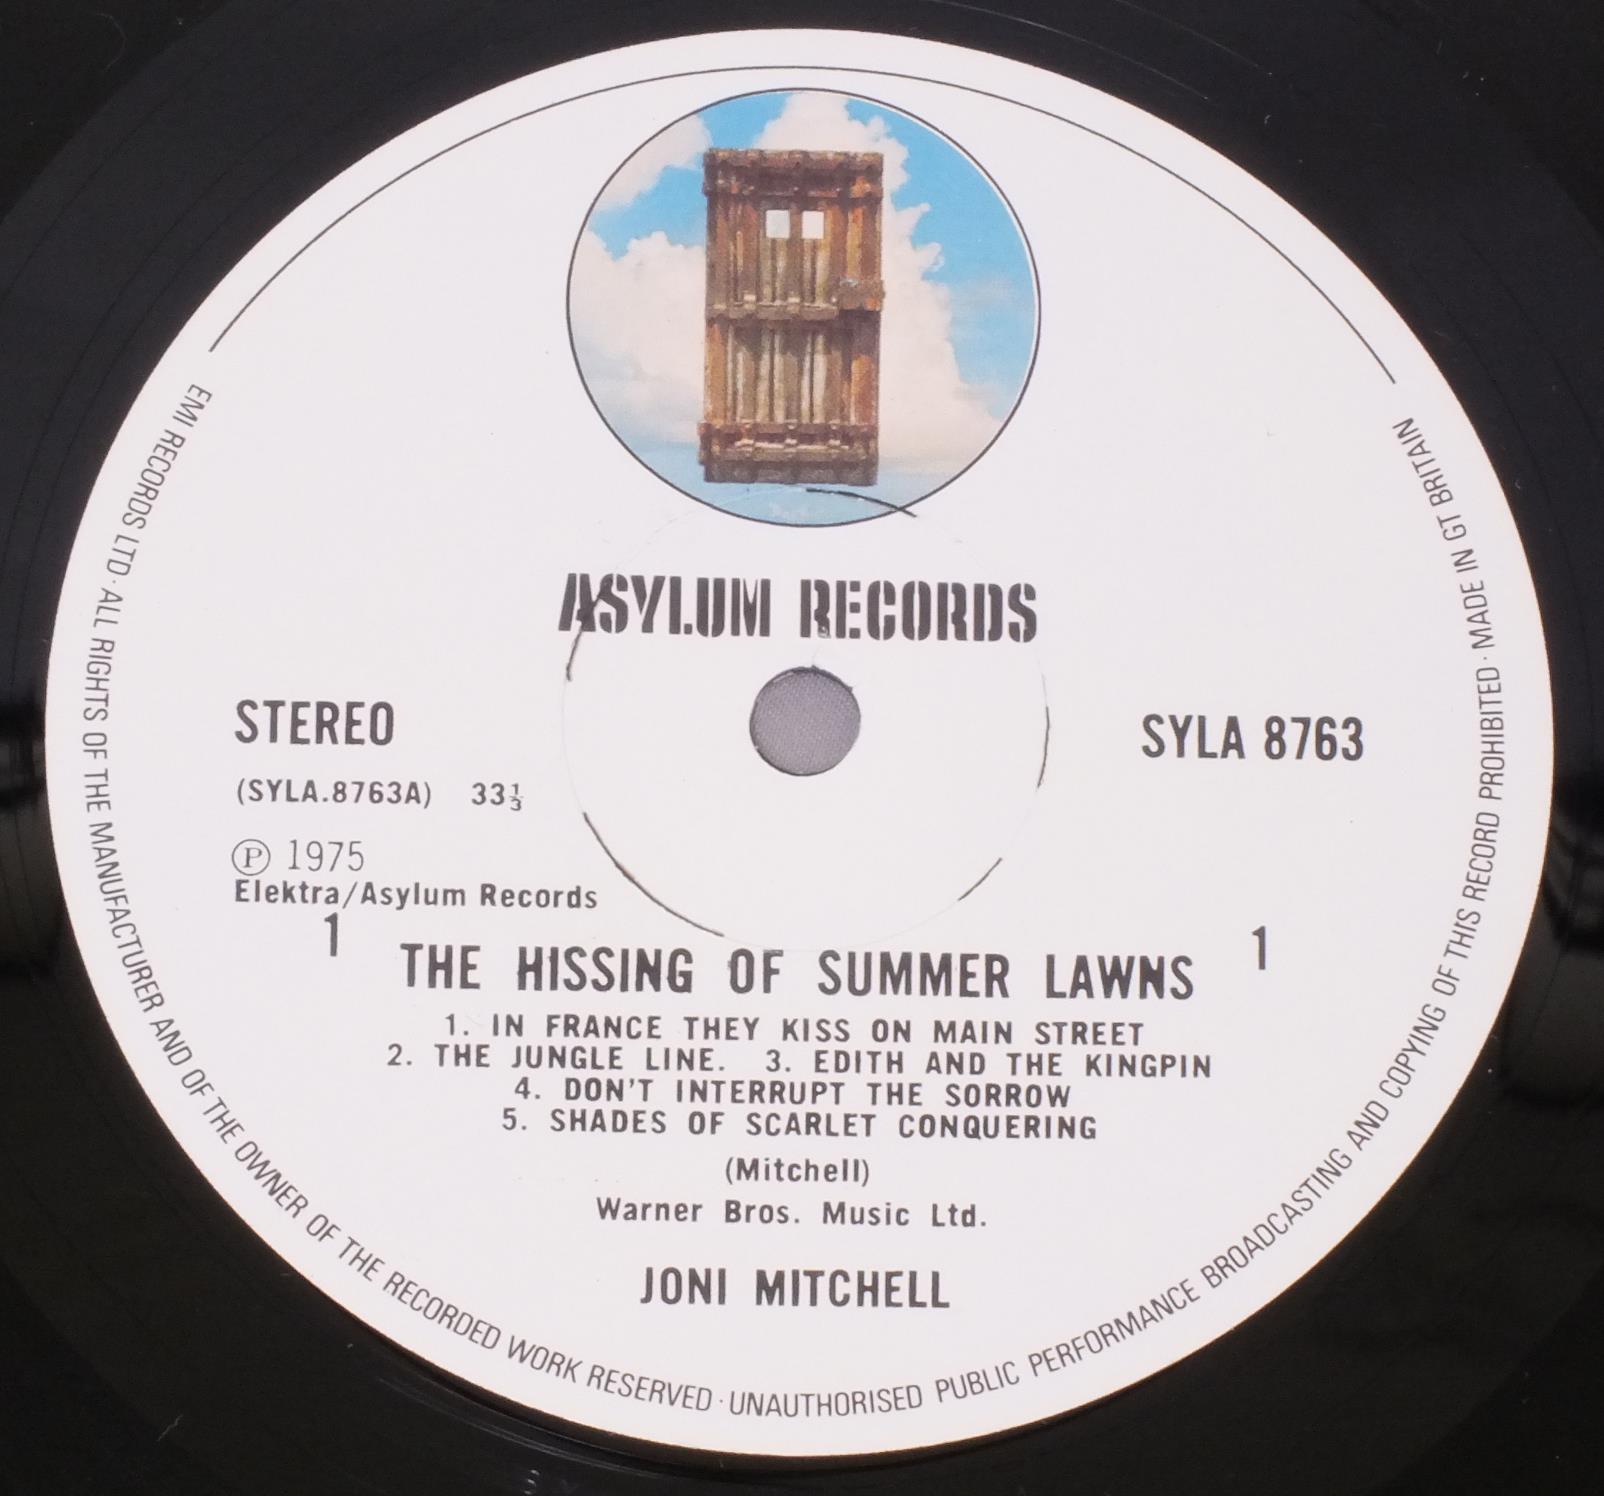 ASYLUM RECORDS
STEREO
SYLA 8763
(SYLA.8763A) 33⅓
Ⓟ 1975
Elektra/Asylum Records
1
1
THE HISSING OF SUMMER LAWNS
1. IN FRANCE THEY KISS ON MAIN STREET
2. THE JUNGLE LINE. 3. EDITH AND THE KINGPIN
4. DON'T INTERRUPT THE SORROW
5. SHADES OF SCARLET CONQUERING
(Mitchell)
Warner Bros. Music Ltd.
JONI MITCHELL
EMI RECORDS LTD · ALL RIGHTS OF THE MANUFACTURER AND OF THE OWNER OF THE RECORDED WORK RESERVED · UNAUTHORISED PUBLIC PERFORMANCE BROADCASTING AND COPYING OF THIS RECORD PROHIBITED · MADE IN GT BRITAIN